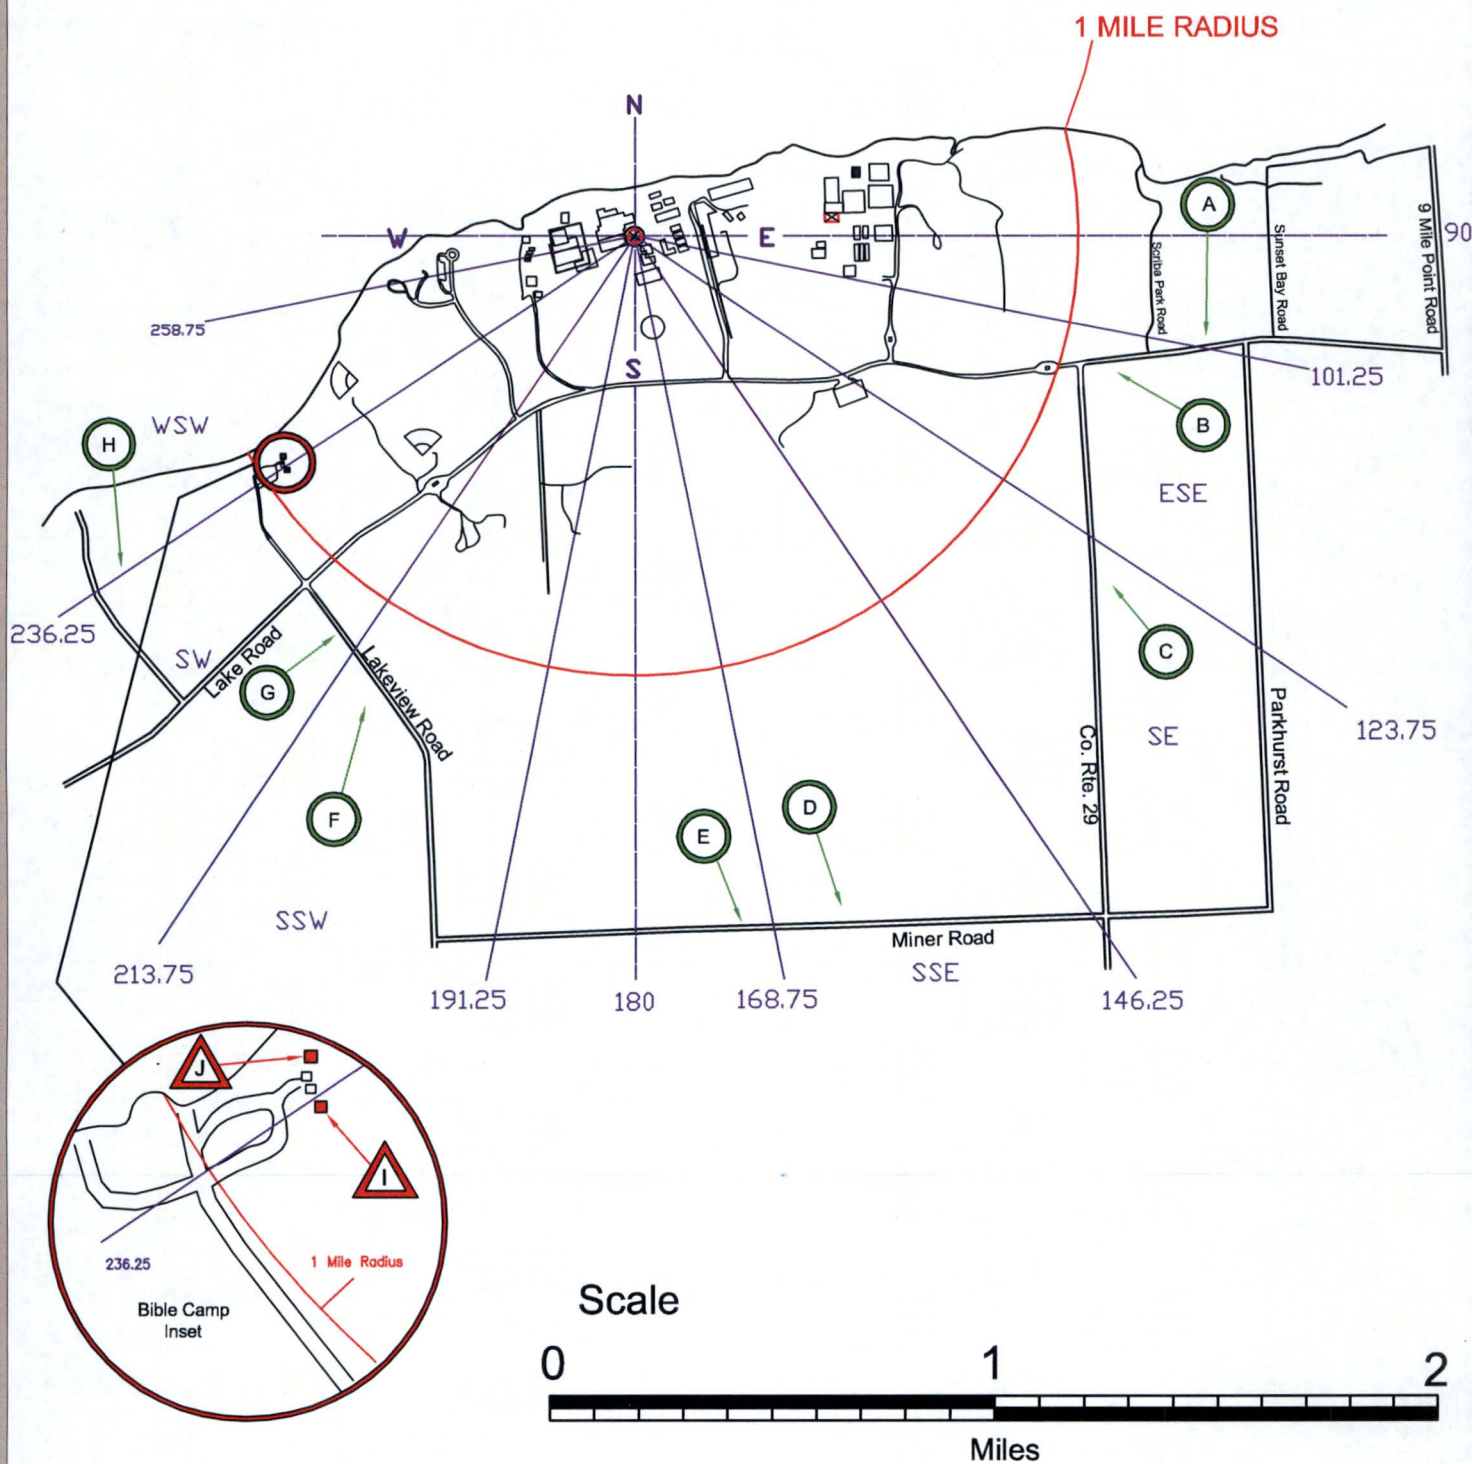 1 MILE RADIUS
N
A
W
E
90
9 Mile Point Road
Sunset Bay Road
Scriba Park Road
258.75
S
101.25
H
WSW
B
ESE
236.25
SW
Lake Road
G
Lakeview Road
C
SE
123.75
Co. Rte. 29
Parkhurst Road
F
E
D
SSW
Miner Road
SSE
213.75
191.25
180
168.75
146.25
J
I
236.25
1 Mile Radius
Bible Camp
Inset
Scale
0
1
2
Miles